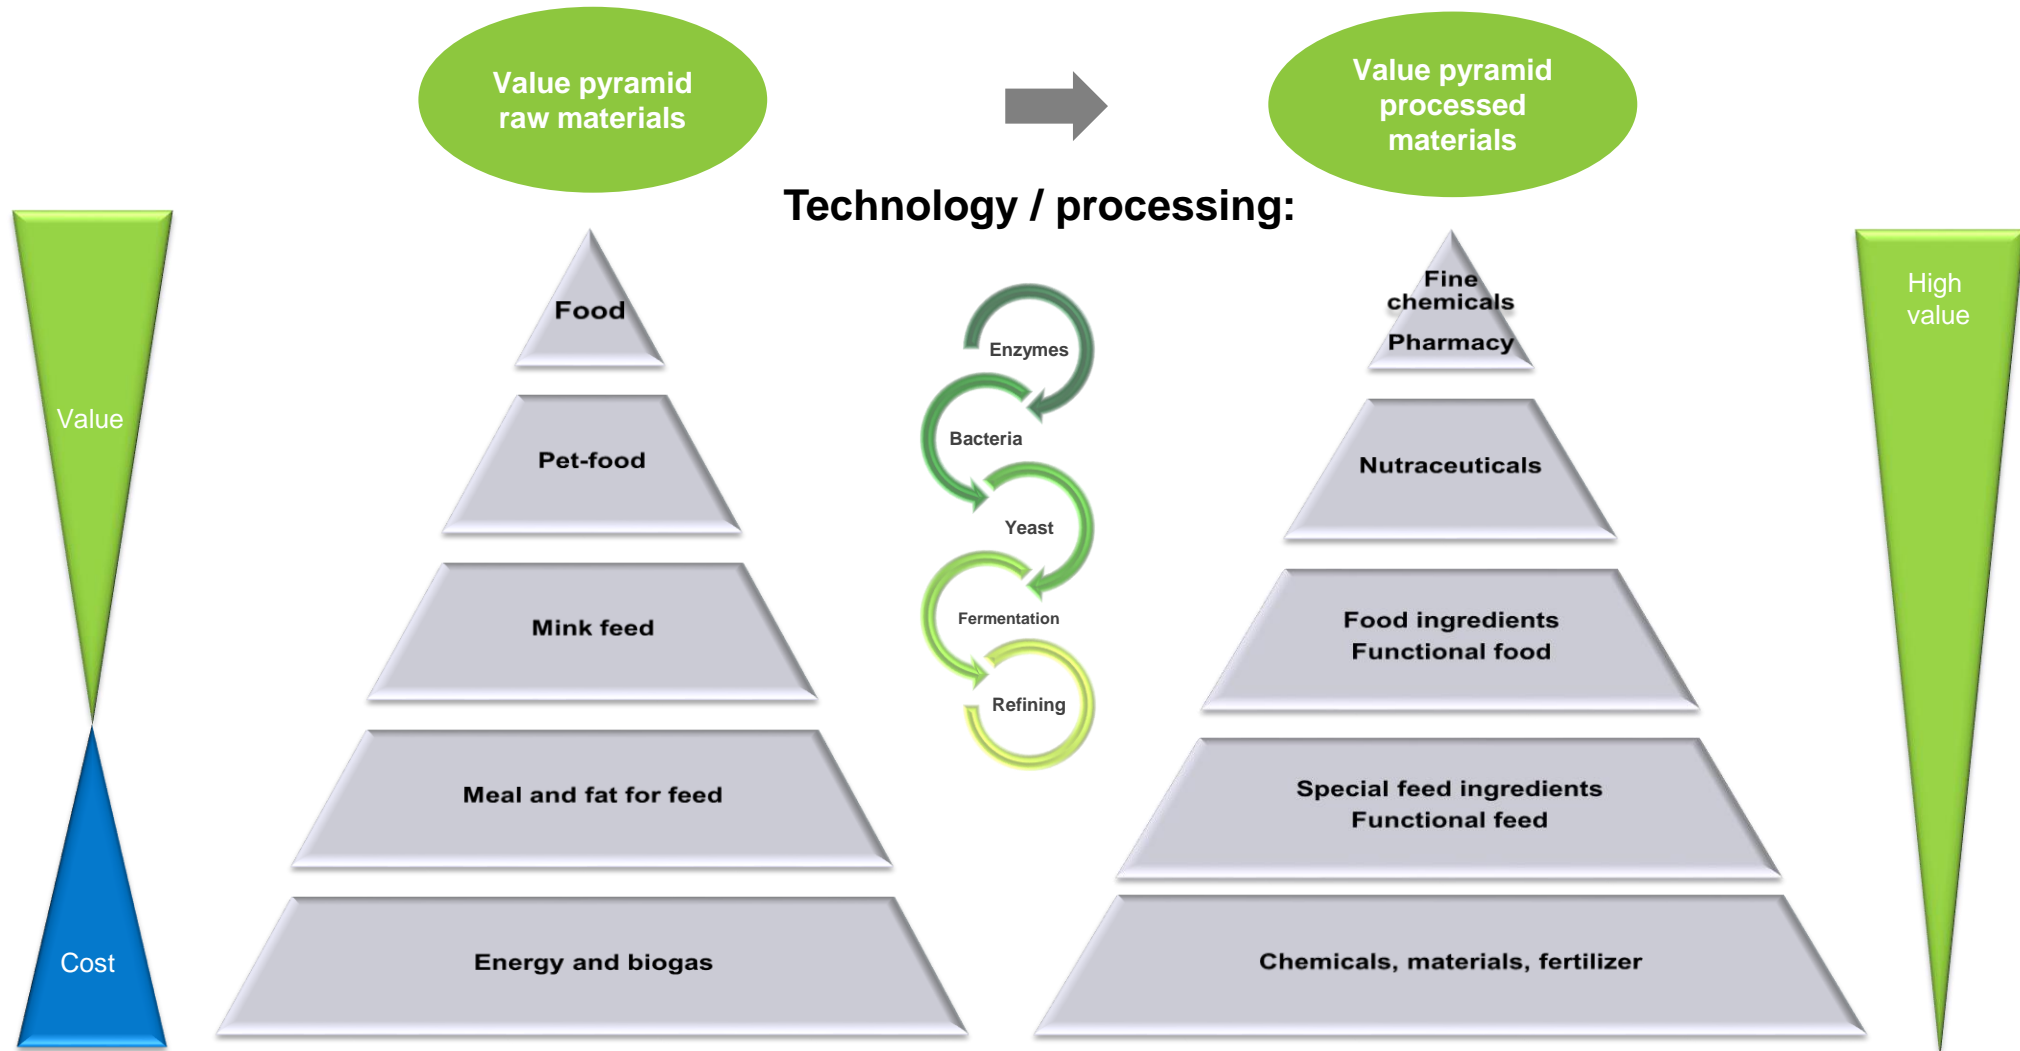 Value pyramid
raw materials
Value pyramid
processed
materials
Technology / processing:
Value
Cost
Food
Pet-food
Mink feed
Meal and fat for feed
Energy and biogas
Enzymes
Bacteria
Yeast
Fermentation
Refining
Fine
chemicals
Pharmacy
Nutraceuticals
Food ingredients
Functional food
Special feed ingredients
Functional feed
Chemicals, materials, fertilizer
High
value